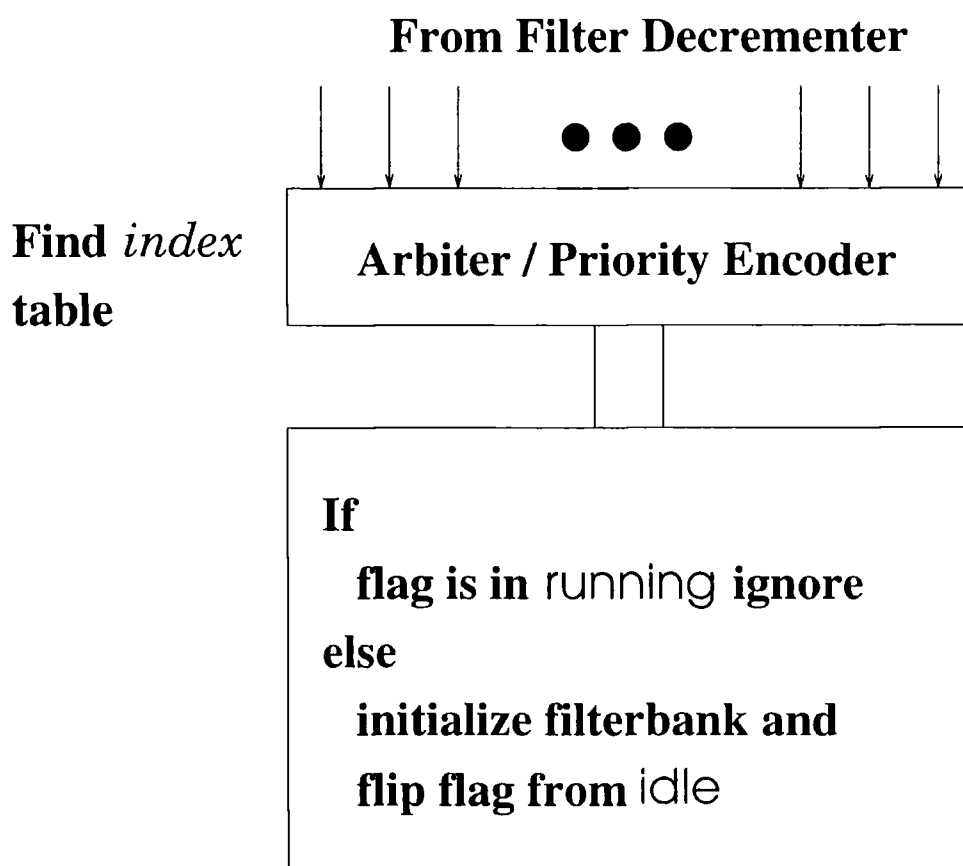 From Filter Decrementer
Find index
table
Arbiter / Priority Encoder
If
flag is in running ignore
else
initialize filterbank and
flip flag from idle